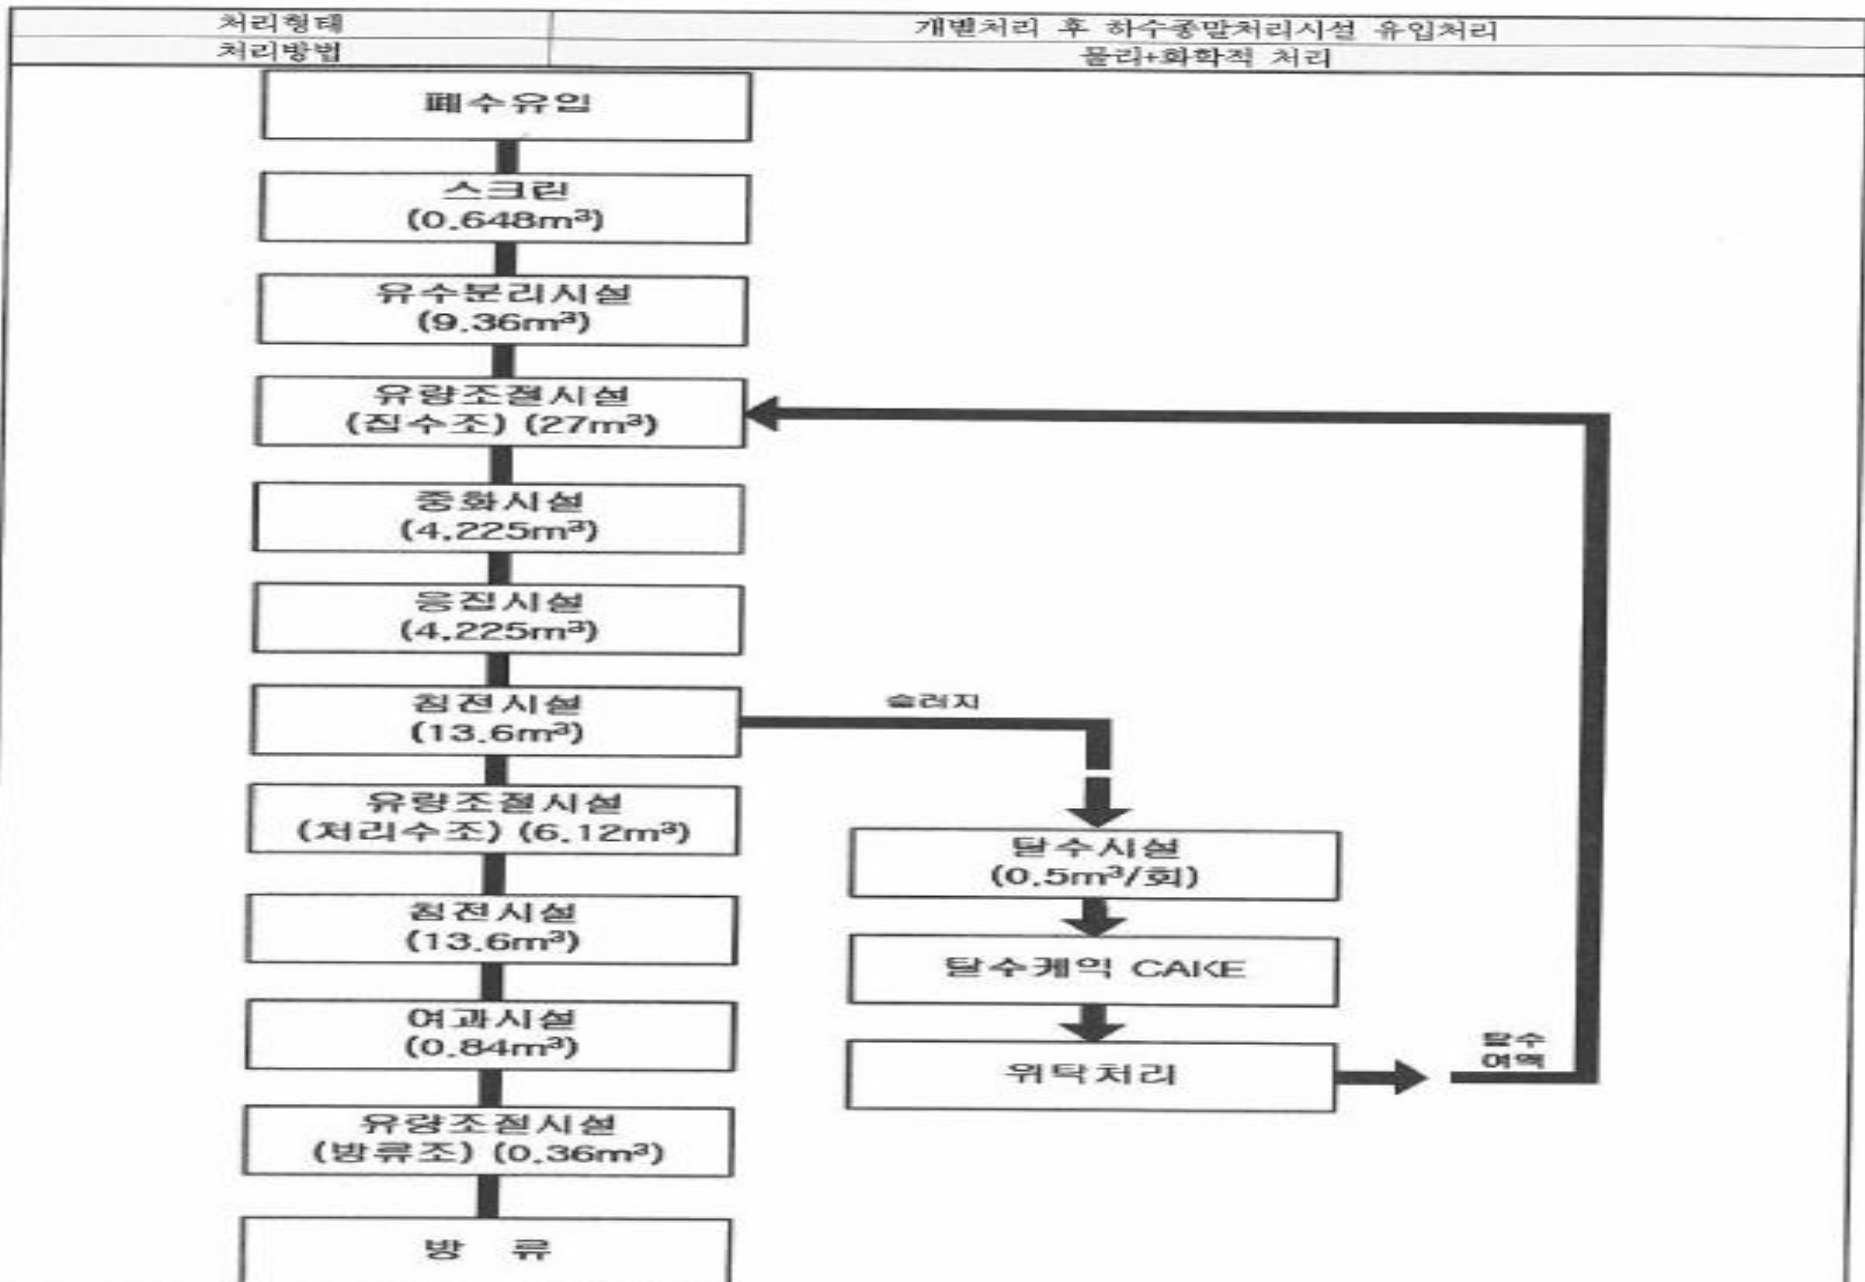 처리형태 개별처리 후 하수종말처리시설 유입처리
처리방법 물리+화학적 처리
폐수유입
스크린
(0.648m³)
유수분리시설
(9.36m³)
유량조절시설
(집수조) (27m³)
중화시설
(4.225m³)
응집시설
(4.225m³)
침전시설
(13.6m³)
슬러지
유량조절시설
(처리수조) (6.12m³)
침전시설
(13.6m³)
여과시설
(0.84m³)
유량조절시설
(방류조) (0.36m³)
방 류
탈수시설
(0.5m³/회)
탈수케익 CAKE
위탁처리
탈수
여액